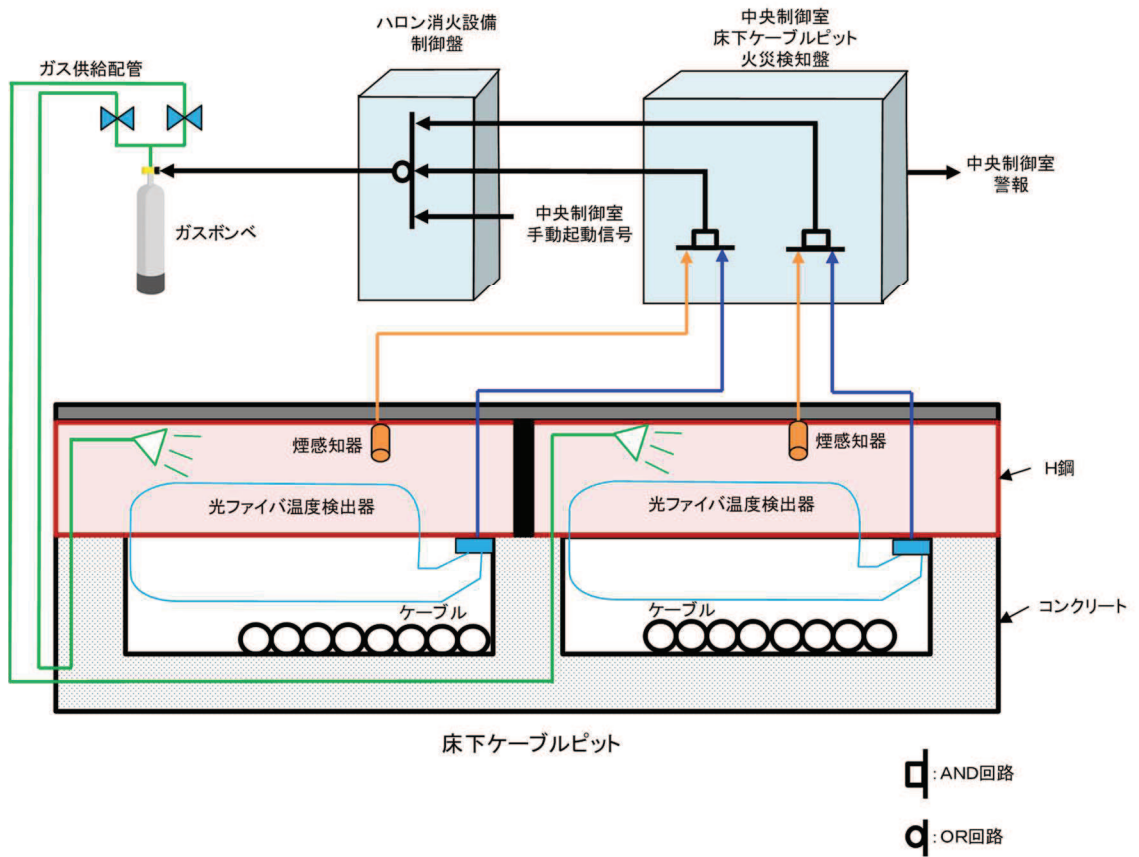 ハロン消火設備
制御盤
中央制御室
床下ケーブルピット
火災検知盤
ガス供給配管
中央制御室
警報
中央制御室
手動起動信号
ガスボンベ
煙感知器
煙感知器
H鋼
光ファイバ温度検出器
光ファイバ温度検出器
ケーブル
ケーブル
コンクリート
床下ケーブルピット
:AND回路
:OR回路